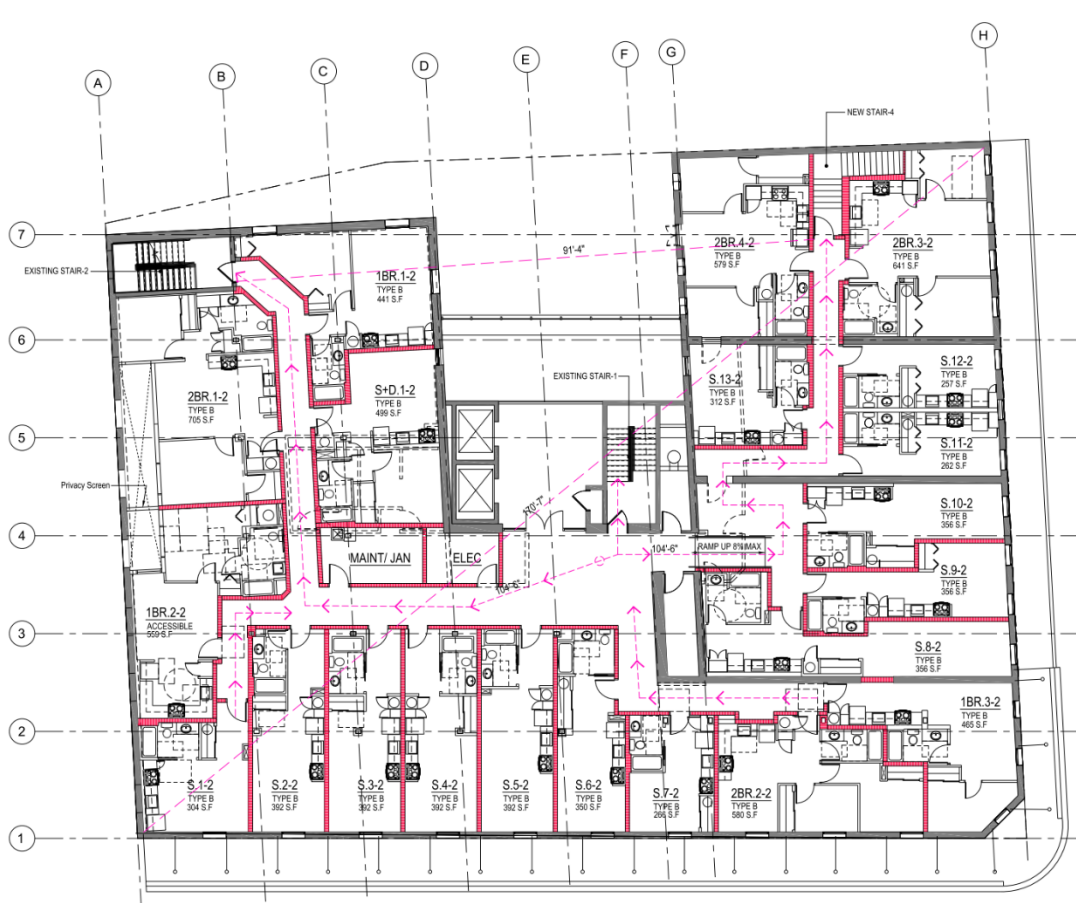 H
G
F
E
D
C
B
A
NEW STAIR-4
7
91'-4"
2BR.4-2
TYPE B
579 S.F
2BR.3-2
TYPE B
641 S.F
EXISTING STAIR-2
1BR.1-2
TYPE B
441 S.F
6
EXISTING STAIR-1
S.13-2
TYPE B
312 S.F
S.12-2
TYPE B
257 S.F
2BR.1-2
TYPE B
705 S.F
S+D.1-2
TYPE B
499 S.F
5
S.11-2
TYPE B
262 S.F
Privacy Screen
170'-7"
S.10-2
TYPE B
356 S.F
4
MAINT/ JAN
ELEC
104'-6"
RAMP UP 8% MAX
104'-6"
S.9-2
TYPE B
356 S.F
1BR.2-2
ACCESSIBLE
559 S.F
3
S.8-2
TYPE B
356 S.F
1BR.3-2
TYPE B
465 S.F
2
S.1-2
TYPE B
304 S.F
S.2-2
TYPE B
392 S.F
S.3-2
TYPE B
392 S.F
S.4-2
TYPE B
392 S.F
S.5-2
TYPE B
392 S.F
S.6-2
TYPE B
350 S.F
S.7-2
TYPE B
266 S.F
2BR.2-2
TYPE B
580 S.F
1